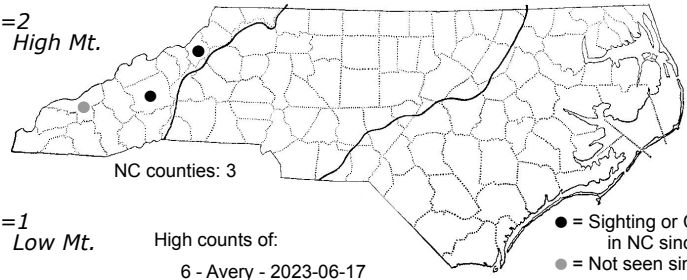 =2
High Mt.
NC counties: 3
=1
Low Mt.
High counts of:
6 - Avery - 2023-06-17
● = Sighting or
in NC sinc
● = Not seen sin